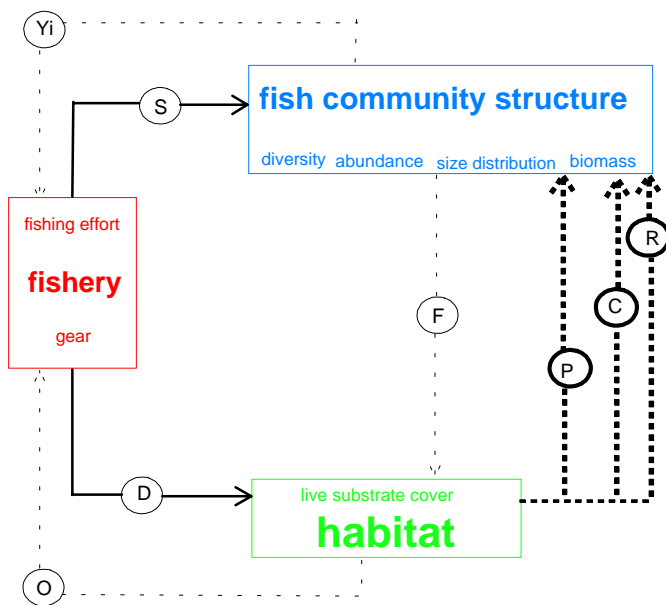 Yi
S
fish community structure
diversity abundance size distribution biomass
R
fishing effort
fishery
gear
F
C
P
D
live substrate cover
habitat
O